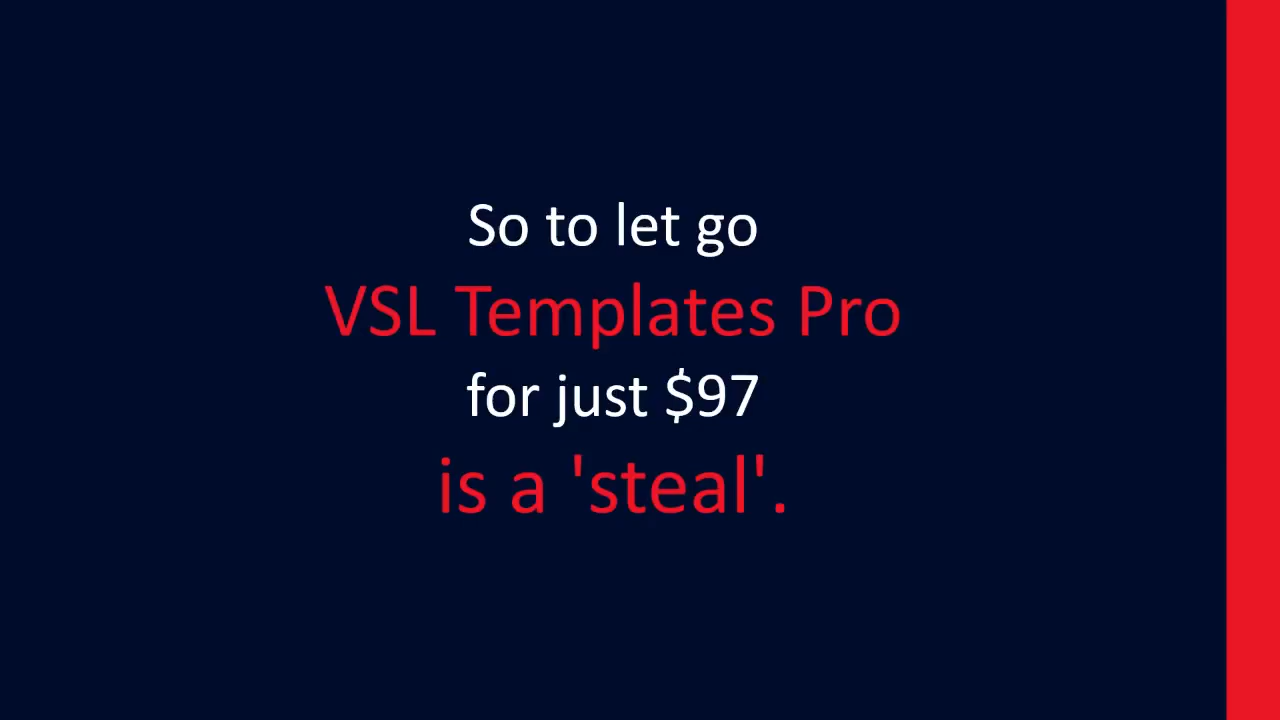 So to let go
VSL Templates Pro
for just $97
is a 'steal'.